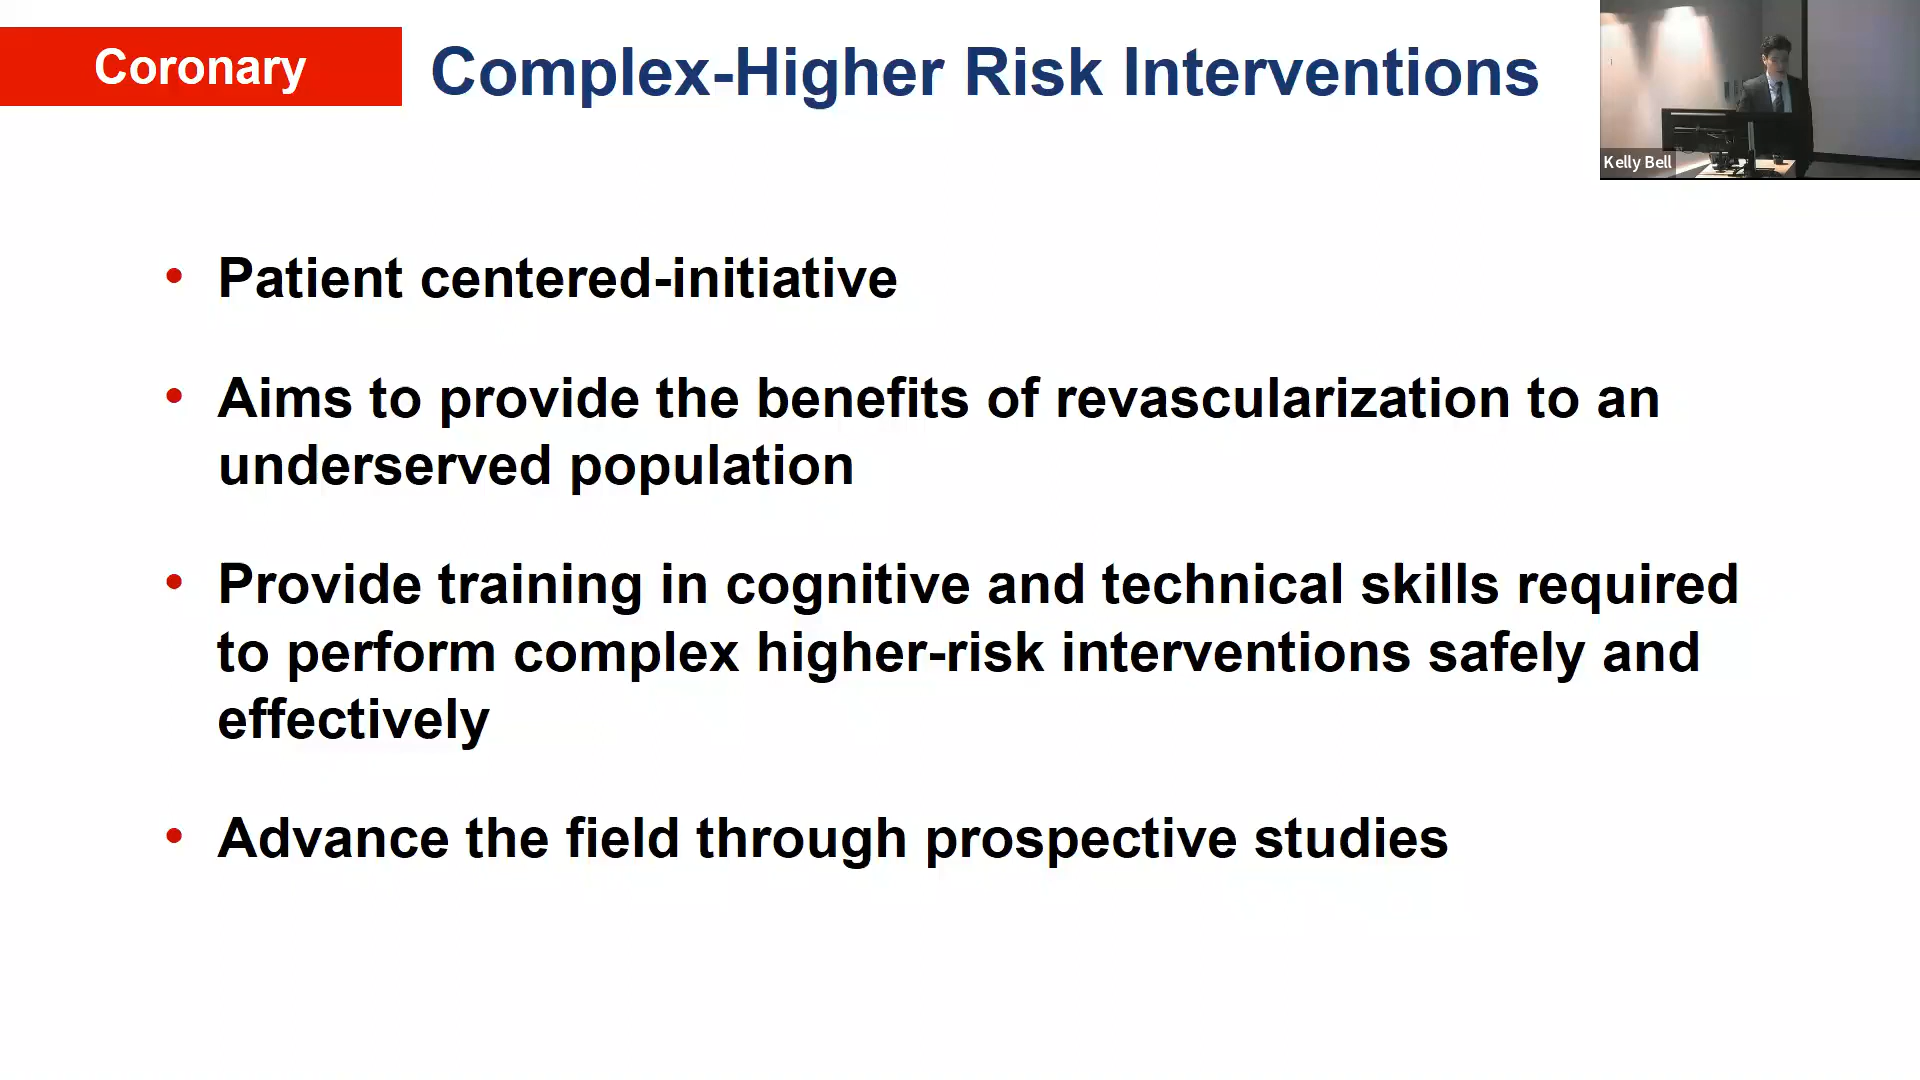 Coronary
Complex-Higher Risk Interventions
Kelly Bell
• Patient centered-initiative
• Aims to provide the benefits of revascularization to an
underserved population
• Provide training in cognitive and technical skills required
to perform complex higher-risk interventions safely and
effectively
• Advance the field through prospective studies